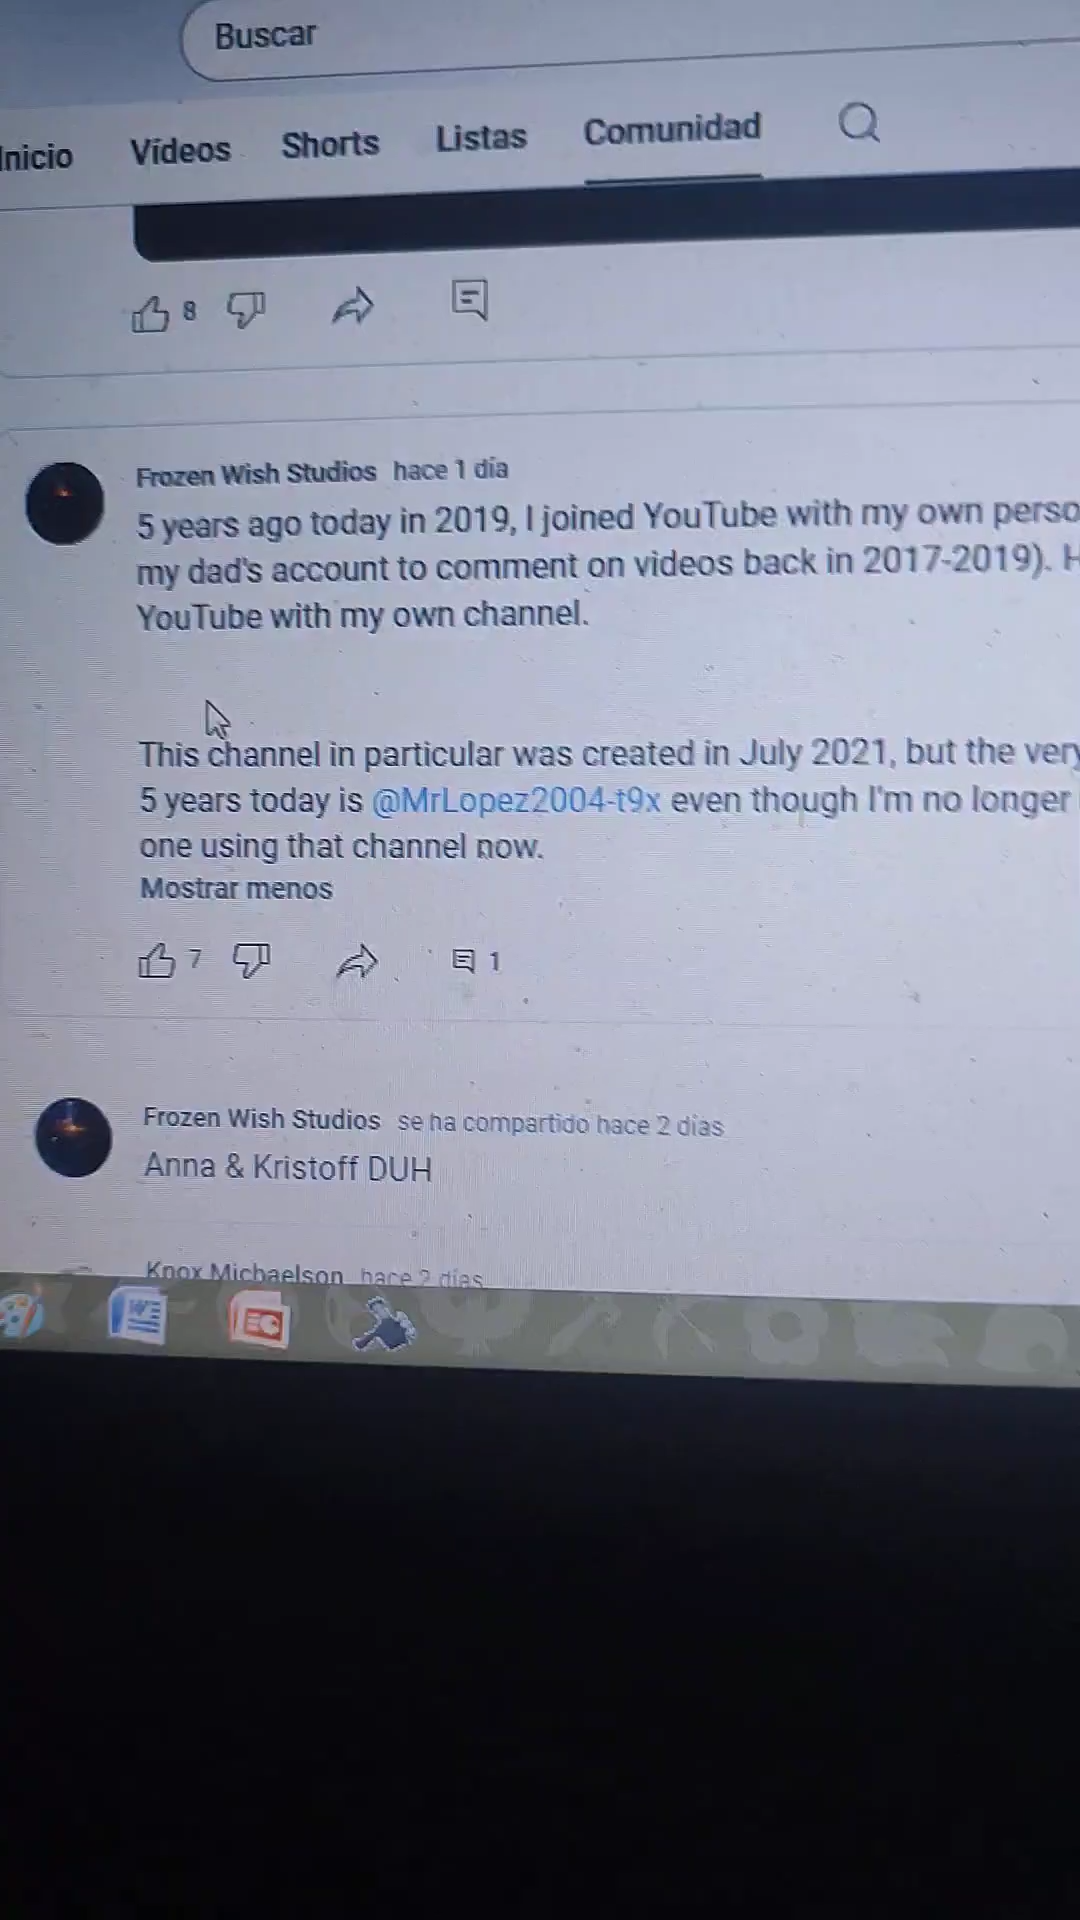 Buscar
Inicio Vídeos Shorts Listas Comunidad
8
Frozen Wish Studios hace 1 día
5 years ago today in 2019, I joined YouTube with my own perso
my dad's account to comment on videos back in 2017-2019). H
YouTube with my own channel.
This channel in particular was created in July 2021, but the very
5 years today is @MrLopez2004-t9x even though I'm no longer
one using that channel now.
Mostrar menos
7 1
Frozen Wish Studios se ha compartido hace 2 días
Anna & Kristoff DUH
Knox Michaelson hace 2 días